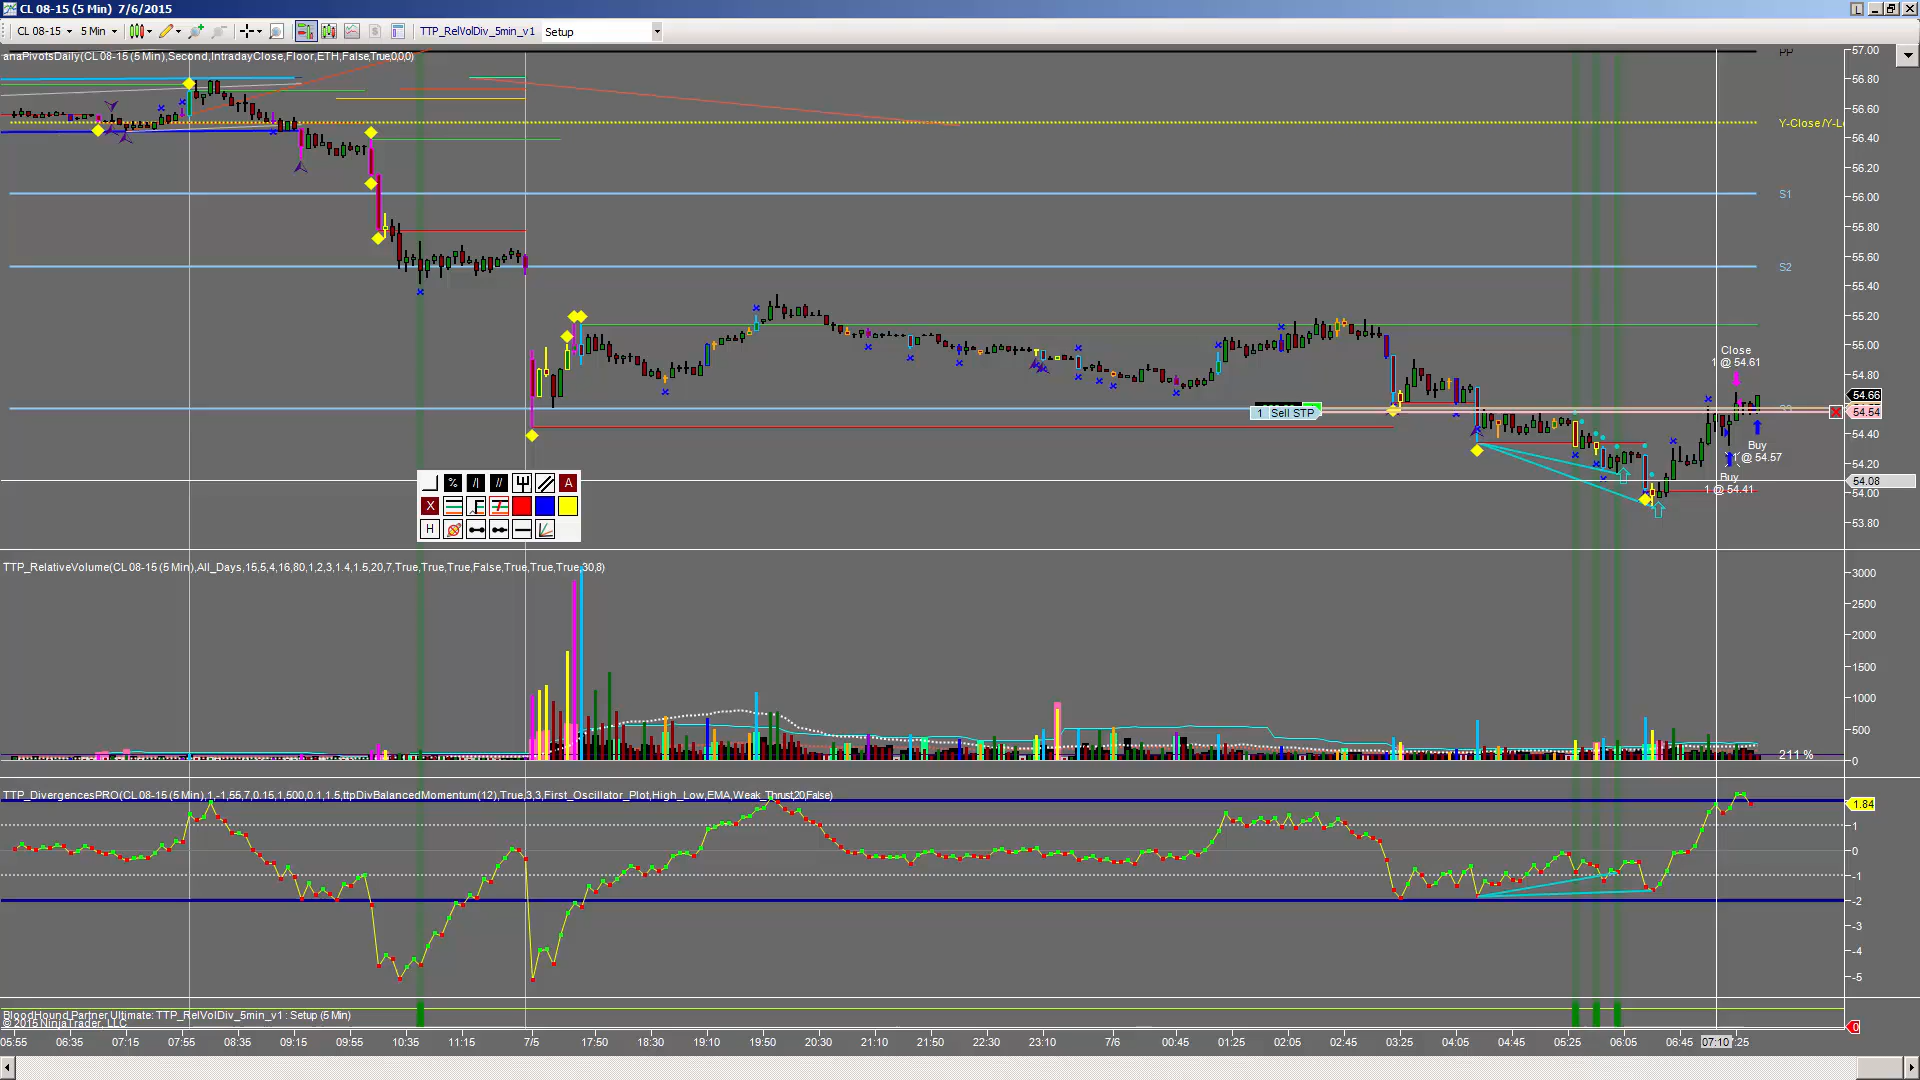 CL 08-15 (5 Min)  7/6/2015
CL 08-15 5 Min TTP_RelVolDiv_5min_v1 Setup
anaPivotsDaily(CL 08-15 (5 Min),Second,IntradayClose,Floor,ETH,False,True,0,0,0)
PP
57.00
56.80
56.60
Y-Close/Y-L
56.40
56.20
S1
56.00
55.80
55.60
S2
55.40
55.20
55.00
Close
1 @ 54.61
54.80
54.66
1 Sell STP
54.54
54.40
Buy
1 @ 54.57
54.20
Buy
1 @ 54.41
54.08
54.00
53.80
% /| // A
X
H
TTP_RelativeVolume(CL 08-15 (5 Min),All_Days,15,5,4,16,80,1,2,3,1.4,1.5,20,7,True,True,True,False,True,True,True,30,8)
3000
2500
2000
1500
1000
500
211 %
0
TTP_DivergencesPRO(CL 08-15 (5 Min),1,-1,55,7,0.15,1,500,0.1,1.5,ttpDivBalancedMomentum(12),True,3,3,First_Oscillator_Plot,High_Low,EMA,Weak_Thrust,20,False)
1.84
1
0
-1
-2
-3
-4
-5
BloodHound Partner Ultimate: TTP_RelVolDiv_5min_v1 : Setup (5 Min)
© 2015 NinjaTrader, LLC
0
05:55 06:35 07:15 07:55 08:35 09:15 09:55 10:35 11:15 7/5 17:50 18:30 19:10 19:50 20:30 21:10 21:50 22:30 23:10 7/6 00:45 01:25 02:05 02:45 03:25 04:05 04:45 05:25 06:05 06:45 07:10 7:25